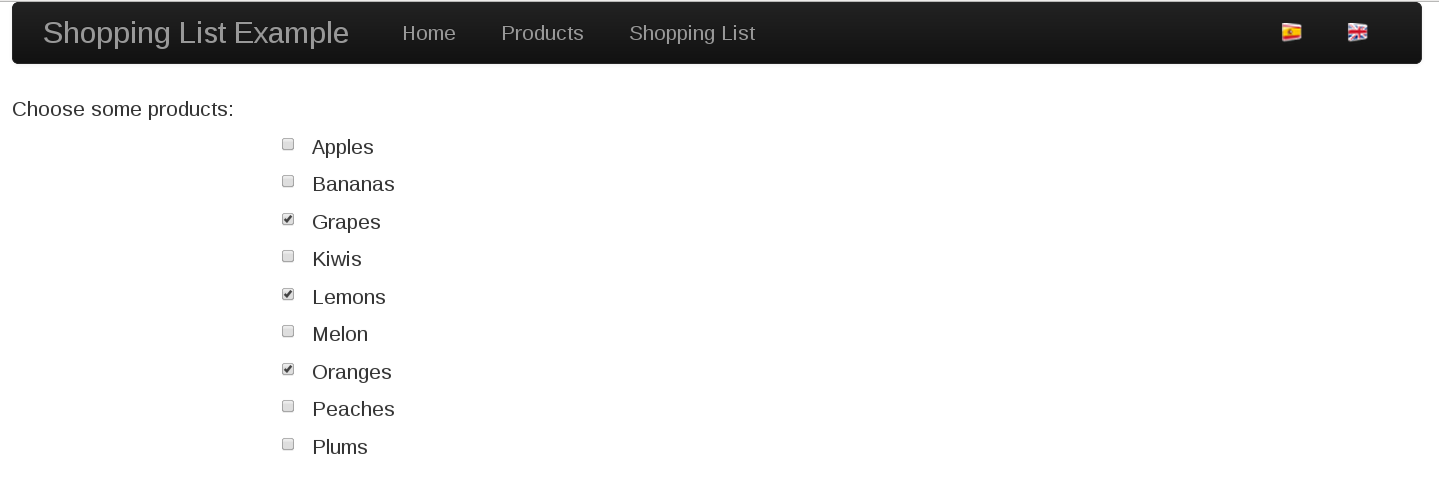 Shopping List Example Home Products Shopping List
Choose some products:
Apples
Bananas
Grapes
Kiwis
Lemons
Melon
Oranges
Peaches
Plums